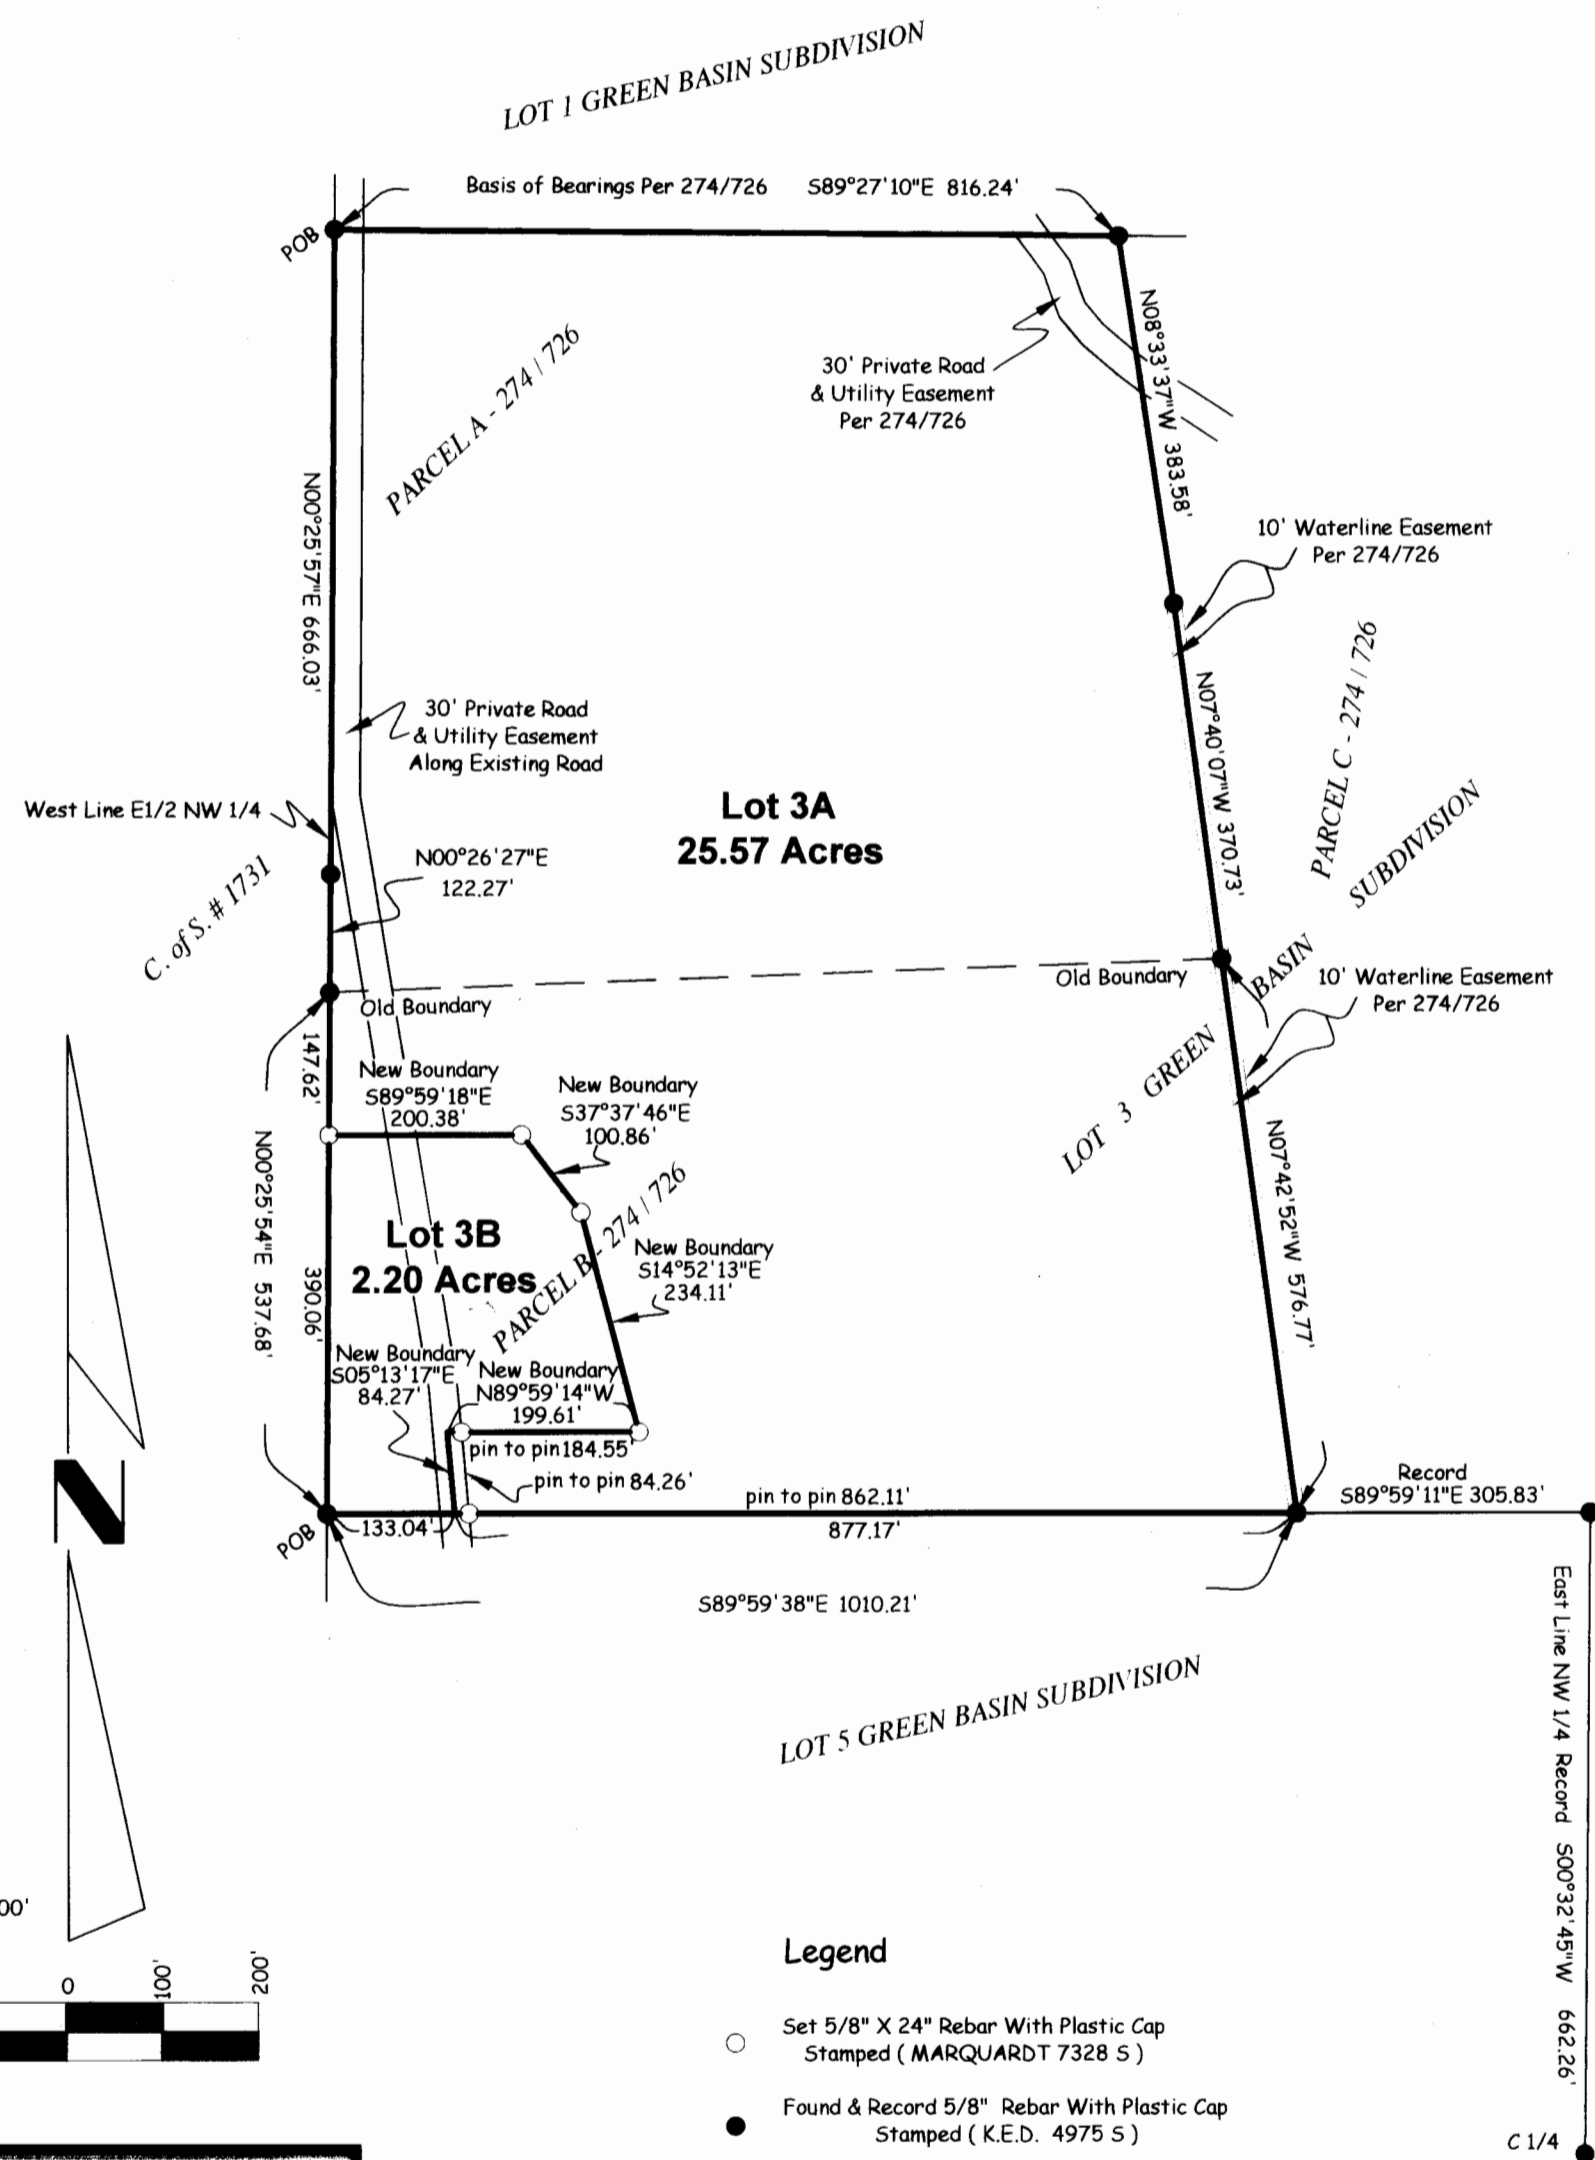 LOT 1 GREEN BASIN SUBDIVISION
Basis of Bearings Per 274/726 S89°27'10"E 816.24'
POB
N08°33'37"W 383.58'
PARCEL A - 274 / 726
30' Private Road
& Utility Easement
Per 274/726
N00°25'57"E 666.03'
10' Waterline Easement
Per 274/726
PARCEL C - 274 / 726
N07°40'07"W 370.73'
30' Private Road
& Utility Easement
Along Existing Road
West Line E1/2 NW 1/4
Lot 3A
25.57 Acres
N00°26'27"E
122.27'
C. of S. # 1731
Old Boundary
Old Boundary
LOT 3 GREEN BASIN SUBDIVISION
10' Waterline Easement
Per 274/726
147.62'
New Boundary
S89°59'18"E
200.38'
New Boundary
S37°37'46"E
100.86'
N00°25'54"E 537.68'
390.06'
Lot 3B
2.20 Acres
PARCEL B - 274 / 726
New Boundary
S14°52'13"E
234.11'
N07°42'52"W 576.77'
New Boundary
S05°13'17"E
84.27'
New Boundary
N89°59'14"W
199.61'
pin to pin 184.55'
pin to pin 84.26'
pin to pin 862.11'
Record
S89°59'11"E 305.83'
POB
133.04'
877.17'
S89°59'38"E 1010.21'
East Line NW 1/4 Record S00°32'45"W 662.26'
LOT 5 GREEN BASIN SUBDIVISION
N
00'
0 100' 200'
Legend
Set 5/8" X 24" Rebar With Plastic Cap
Stamped ( MARQUARDT 7328 S )
Found & Record 5/8" Rebar With Plastic Cap
Stamped ( K.E.D. 4975 S )
C 1/4